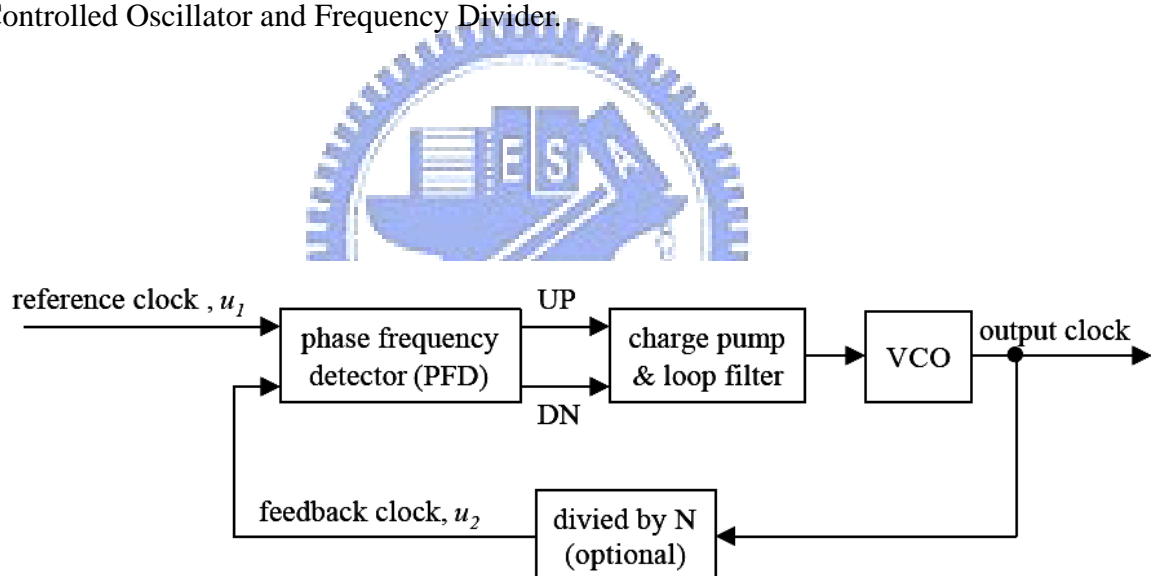 Controlled Oscillator and Frequency Divider.
E S A
reference clock , u1
UP
phase frequency
detector (PFD)
charge pump
& loop filter
VCO
output clock
DN
feedback clock, u2
divied by N
(optional)